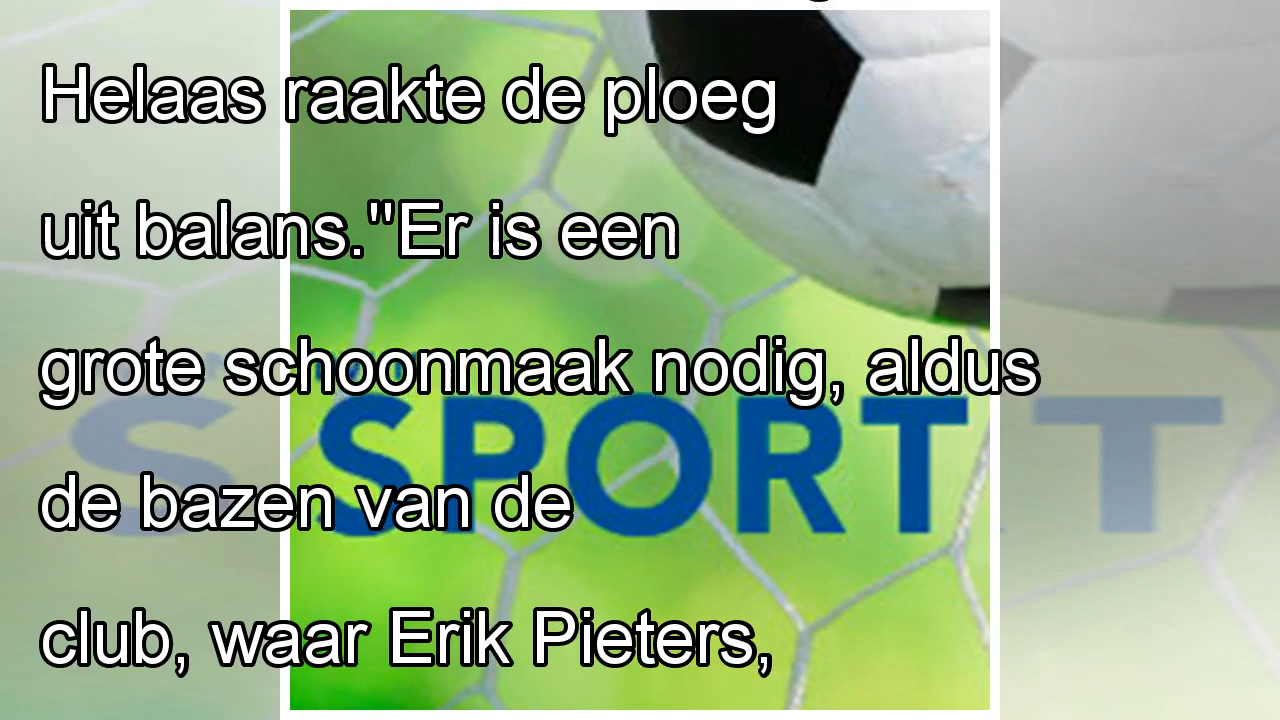 Helaas raakte de ploeg
uit balans."Er is een
grote schoonmaak nodig, aldus
SPORT
de bazen van de
club, waar Erik Pieters,